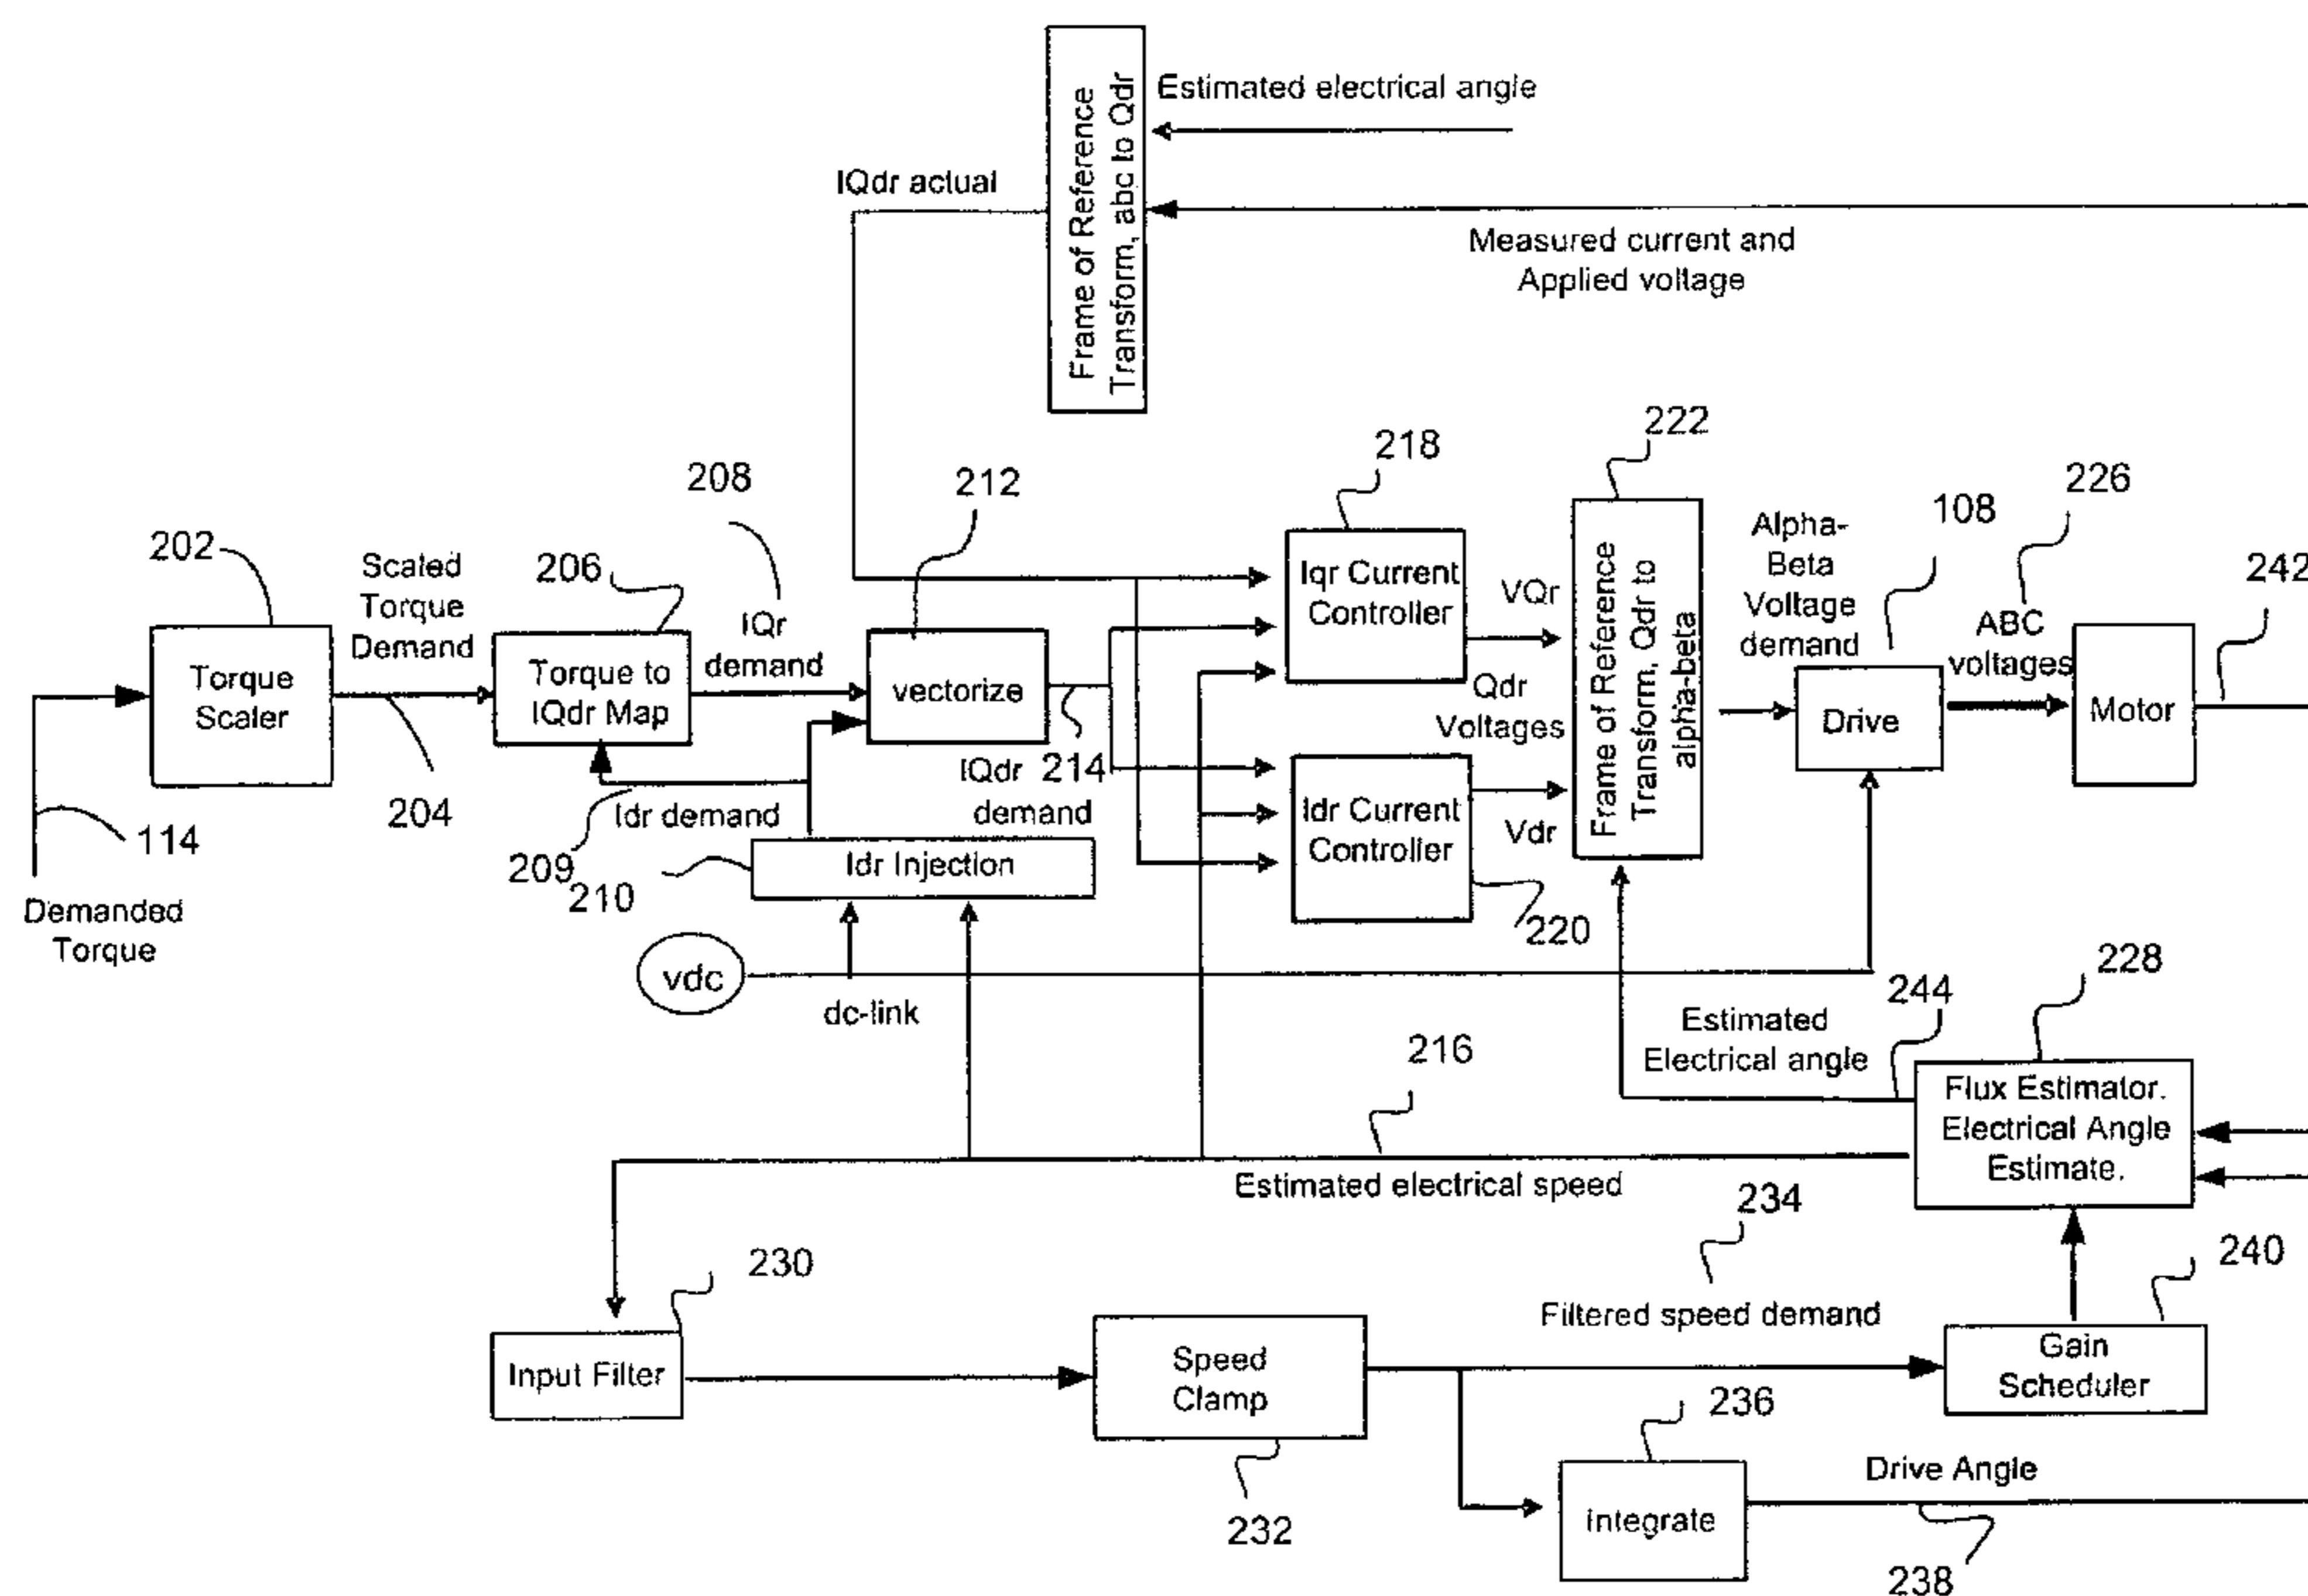 Estimated electrical angle
Frame of Reference
Transform, abc to Qdr
IQdr actual
Measured current and
Applied voltage
222
218
208
212
226
108
202
Scaled
Torque
Demand
206
IQr
demand
Iqr Current
Controller
VQr
Frame of Reference
Transform, Qdr to
alpha-beta
Alpha-
Beta
Voltage
demand
ABC
voltages
242
Torque
Scaler
Torque to
IQdr Map
vectorize
Qdr
Voltages
Drive
Motor
204
114
209
Idr demand
IQdr
demand
214
Idr Current
Controller
Vdr
Demanded
Torque
210
Idr Injection
220
vdc
dc-link
244
228
Estimated
Electrical angle
216
Flux Estimator.
Electrical Angle
Estimate.
Estimated electrical speed
234
230
240
Filtered speed demand
Input Filter
Speed
Clamp
Gain
Scheduler
236
Drive Angle
232
integrate
238